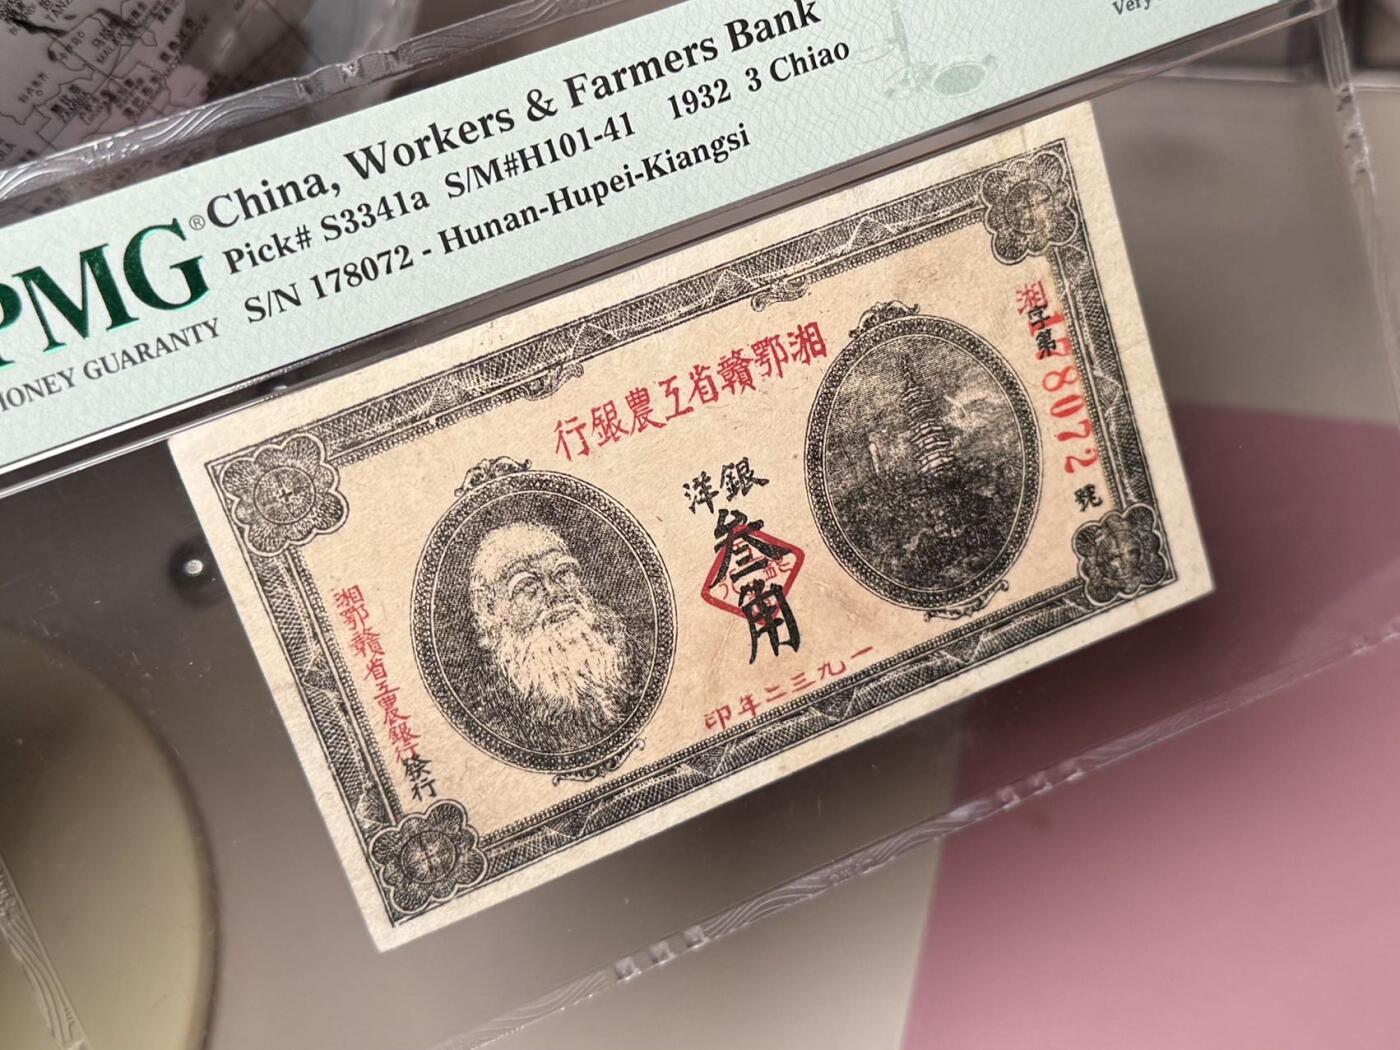 China, Workers & Farmers Bank
Pick# S3341a S/M#H101-41 1932 3 Chiao
S/N 178072 - Hunan-Hupei-Kiangsi
PMG®
MONEY GUARANTY
Very
湘鄂贛省工農銀行
銀洋
叁角
一九三二年印
湘字第178072號
湘鄂贛省工農銀行發行